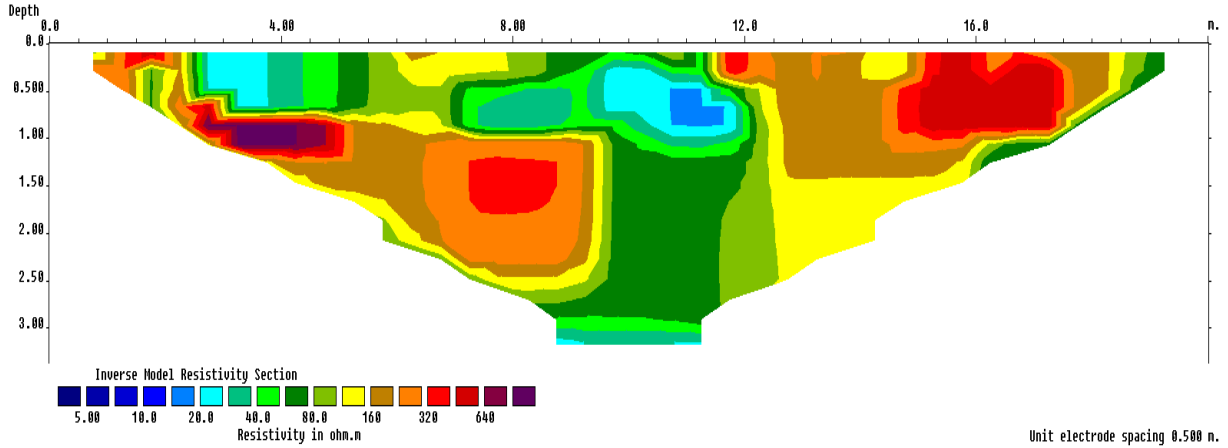 Depth
0.0 4.00 8.00 12.0 16.0 m.
0.0
0.500
1.00
1.50
2.00
2.50
3.00
Inverse Model Resistivity Section
5.00 10.0 20.0 40.0 80.0 160 320 640
Resistivity in ohm.m
Unit electrode spacing 0.500 m.